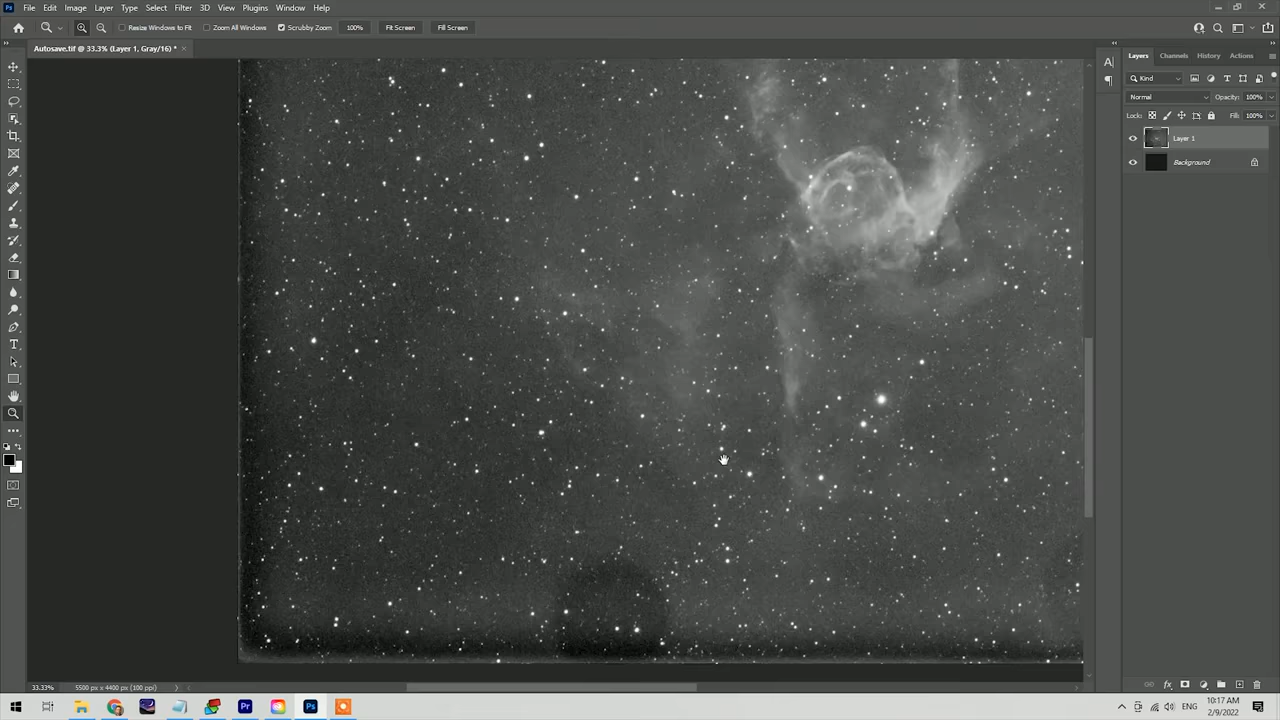 File Edit Image Layer Type Select Filter 3D View Plugins Window Help
Resize Windows to Fit Zoom All Windows Scrubby Zoom 100% Fit Screen Fill Screen
Autosave.tif @ 33.3% (Layer 1, Gray/16) *
Layers Channels History Actions
Kind
Normal Opacity: 100%
Lock: Fill: 100%
Layer 1
Background
33.33% 5500 px x 4400 px (100 ppi)
ENG
10:17 AM
2/9/2022